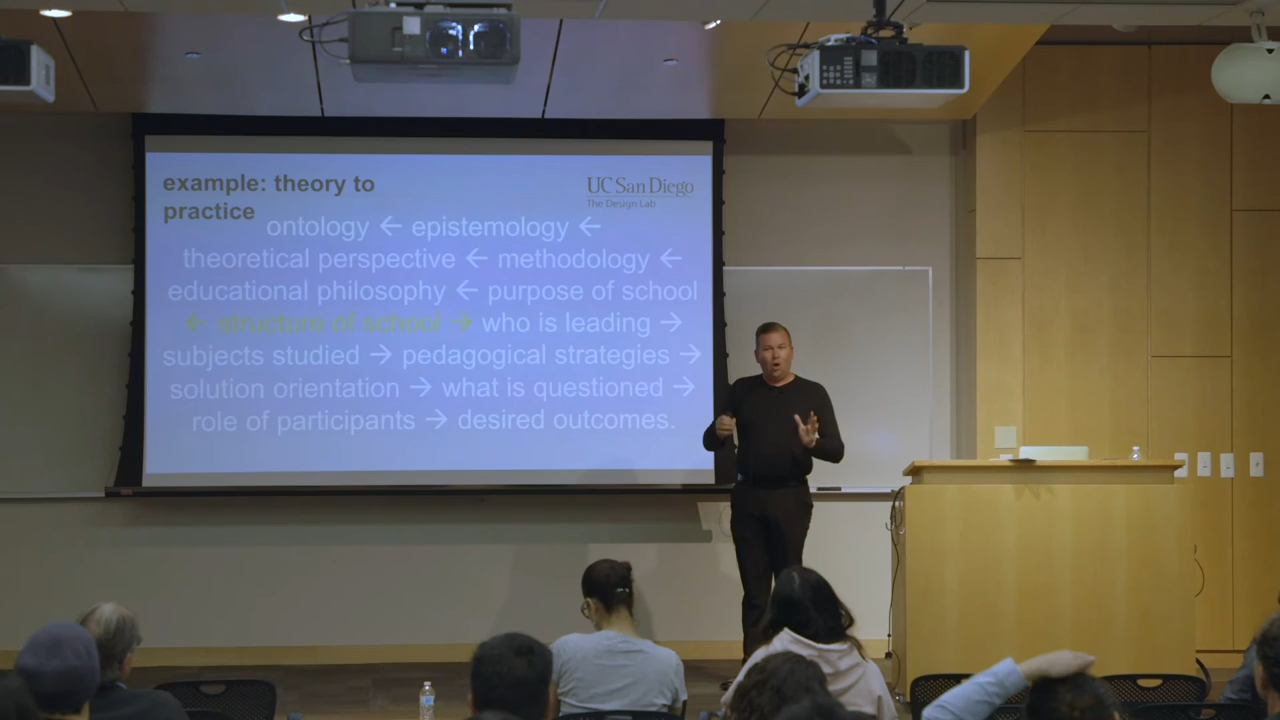 example: theory to
practice
UC San Diego
The Design Lab
ontology ← epistemology ←
theoretical perspective ← methodology ←
educational philosophy ← purpose of school
← structure of school → who is leading →
subjects studied → pedagogical strategies →
solution orientation → what is questioned →
role of participants → desired outcomes.